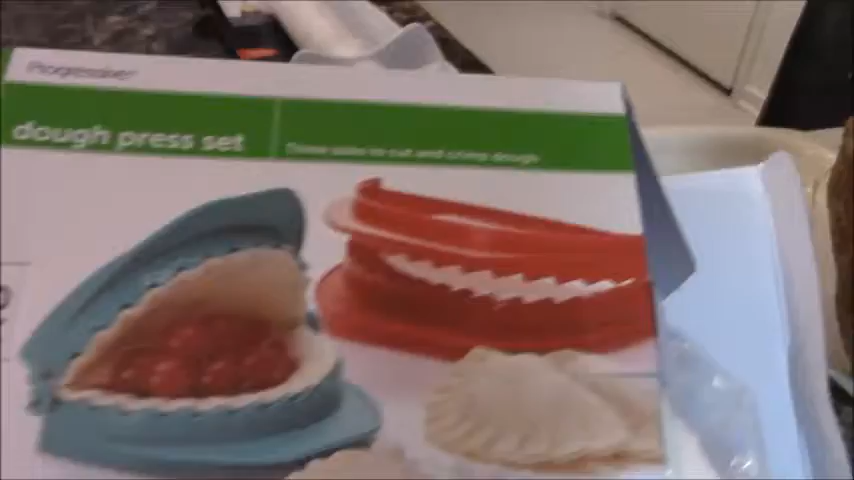 Progressive
dough press set
Three sizes to cut and crimp dough